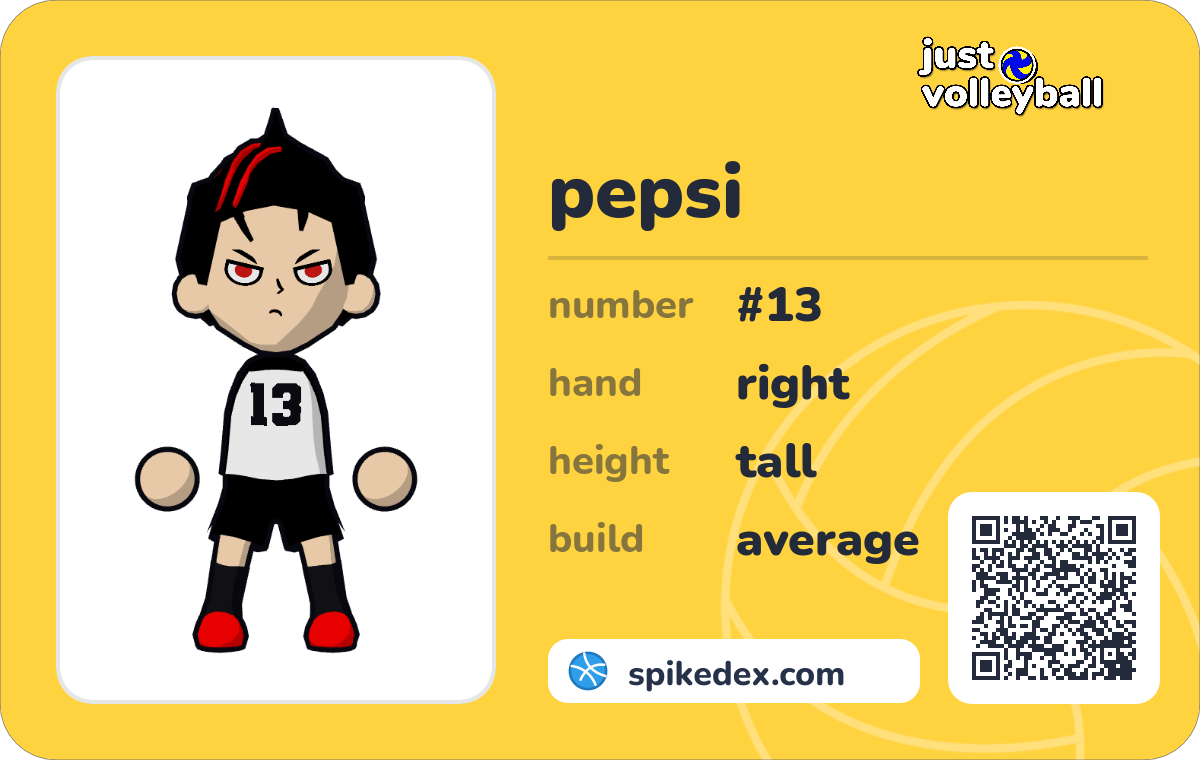 just
volleyball
pepsi
number #13
hand right
height tall
build average
13
spikedex.com